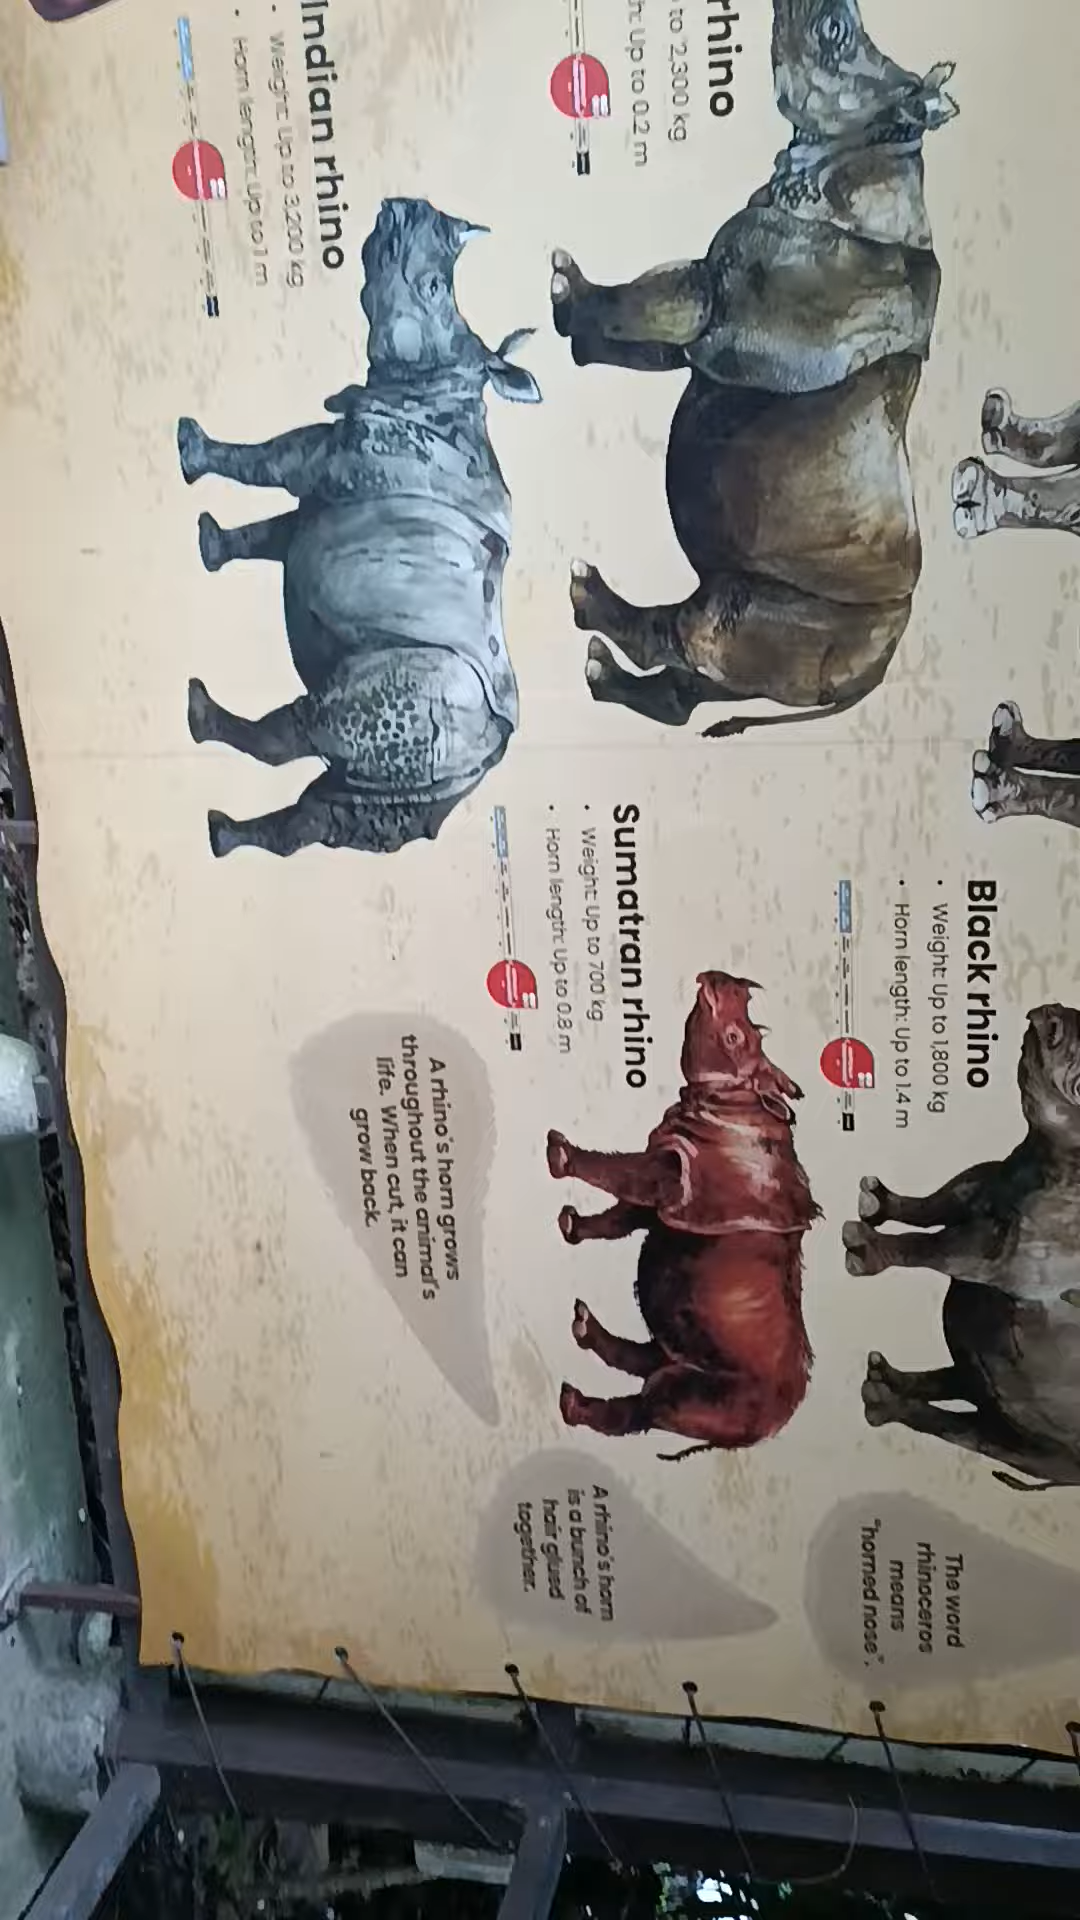 rhino
to 2,300 kg
Up to 0.2 m
Indian rhino
• Weight: Up to 3,200 kg
• Horn length: Up to 1 m
Black rhino
• Weight: Up to 1,800 kg
• Horn length: Up to 1.4 m
Sumatran rhino
• Weight: Up to 700 kg
• Horn length: Up to 0.8 m
The word
rhinoceros
means
"horned nose".
A rhino's horn
is a bunch of
hair glued
together.
A rhino's horn grows
throughout the animal's
life. When cut, it can
grow back.